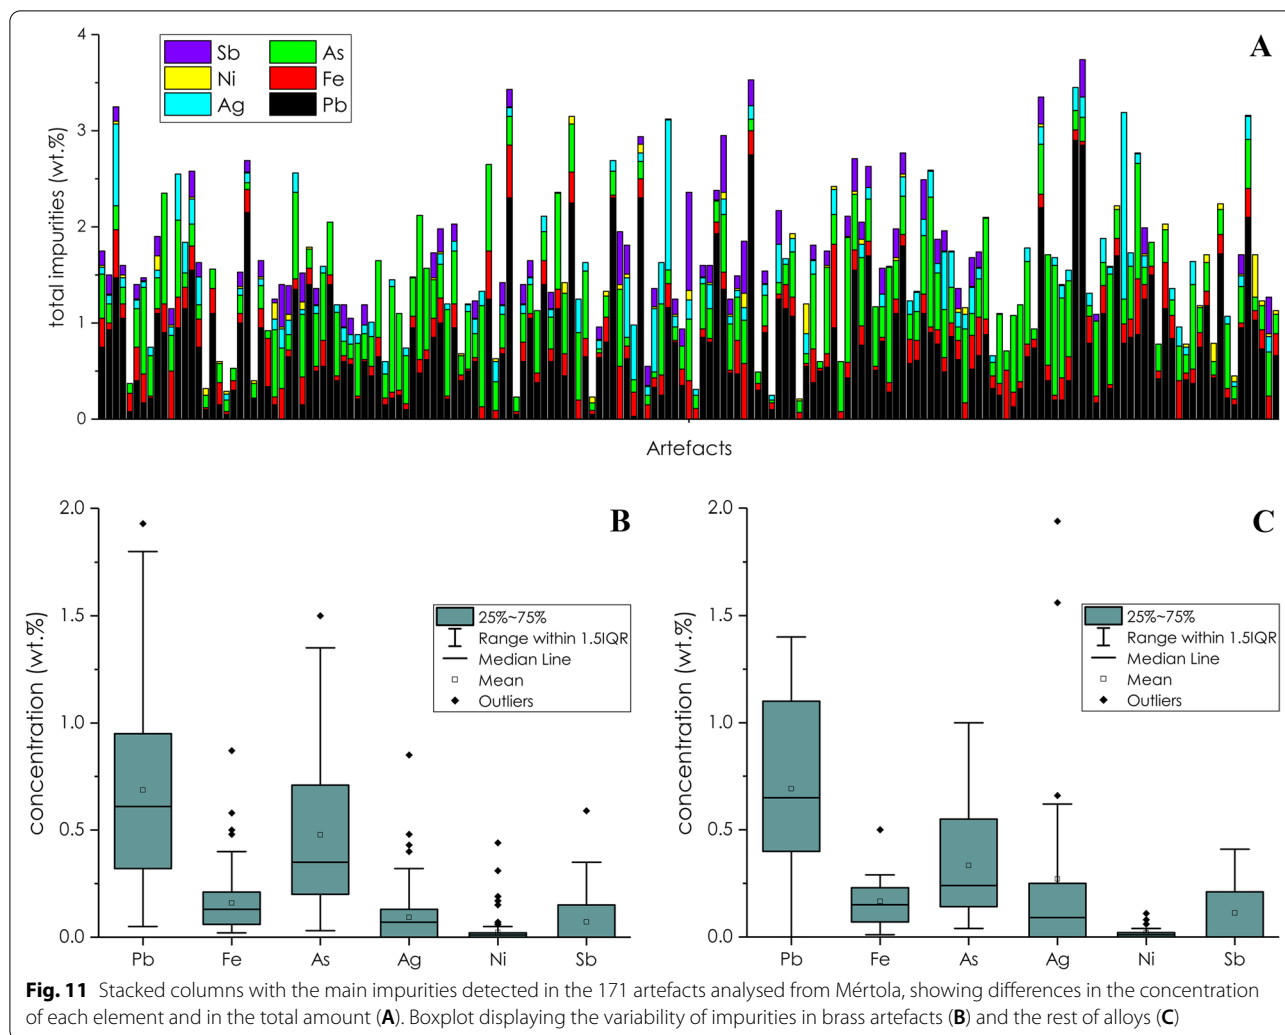 A
4
3
2
1
0
total impurities (wt.%)
Sb As
Ni Fe
Ag Pb
Artefacts
B
2.0
1.5
1.0
0.5
0.0
concentration (wt.%)
25%~75%
Range within 1.5IQR
Median Line
Mean
Outliers
Pb Fe As Ag Ni Sb
C
2.0
1.5
1.0
0.5
0.0
concentration (wt.%)
25%~75%
Range within 1.5IQR
Median Line
Mean
Outliers
Pb Fe As Ag Ni Sb
Fig. 11 Stacked columns with the main impurities detected in the 171 artefacts analysed from Mértola, showing differences in the concentration
of each element and in the total amount (A). Boxplot displaying the variability of impurities in brass artefacts (B) and the rest of alloys (C)